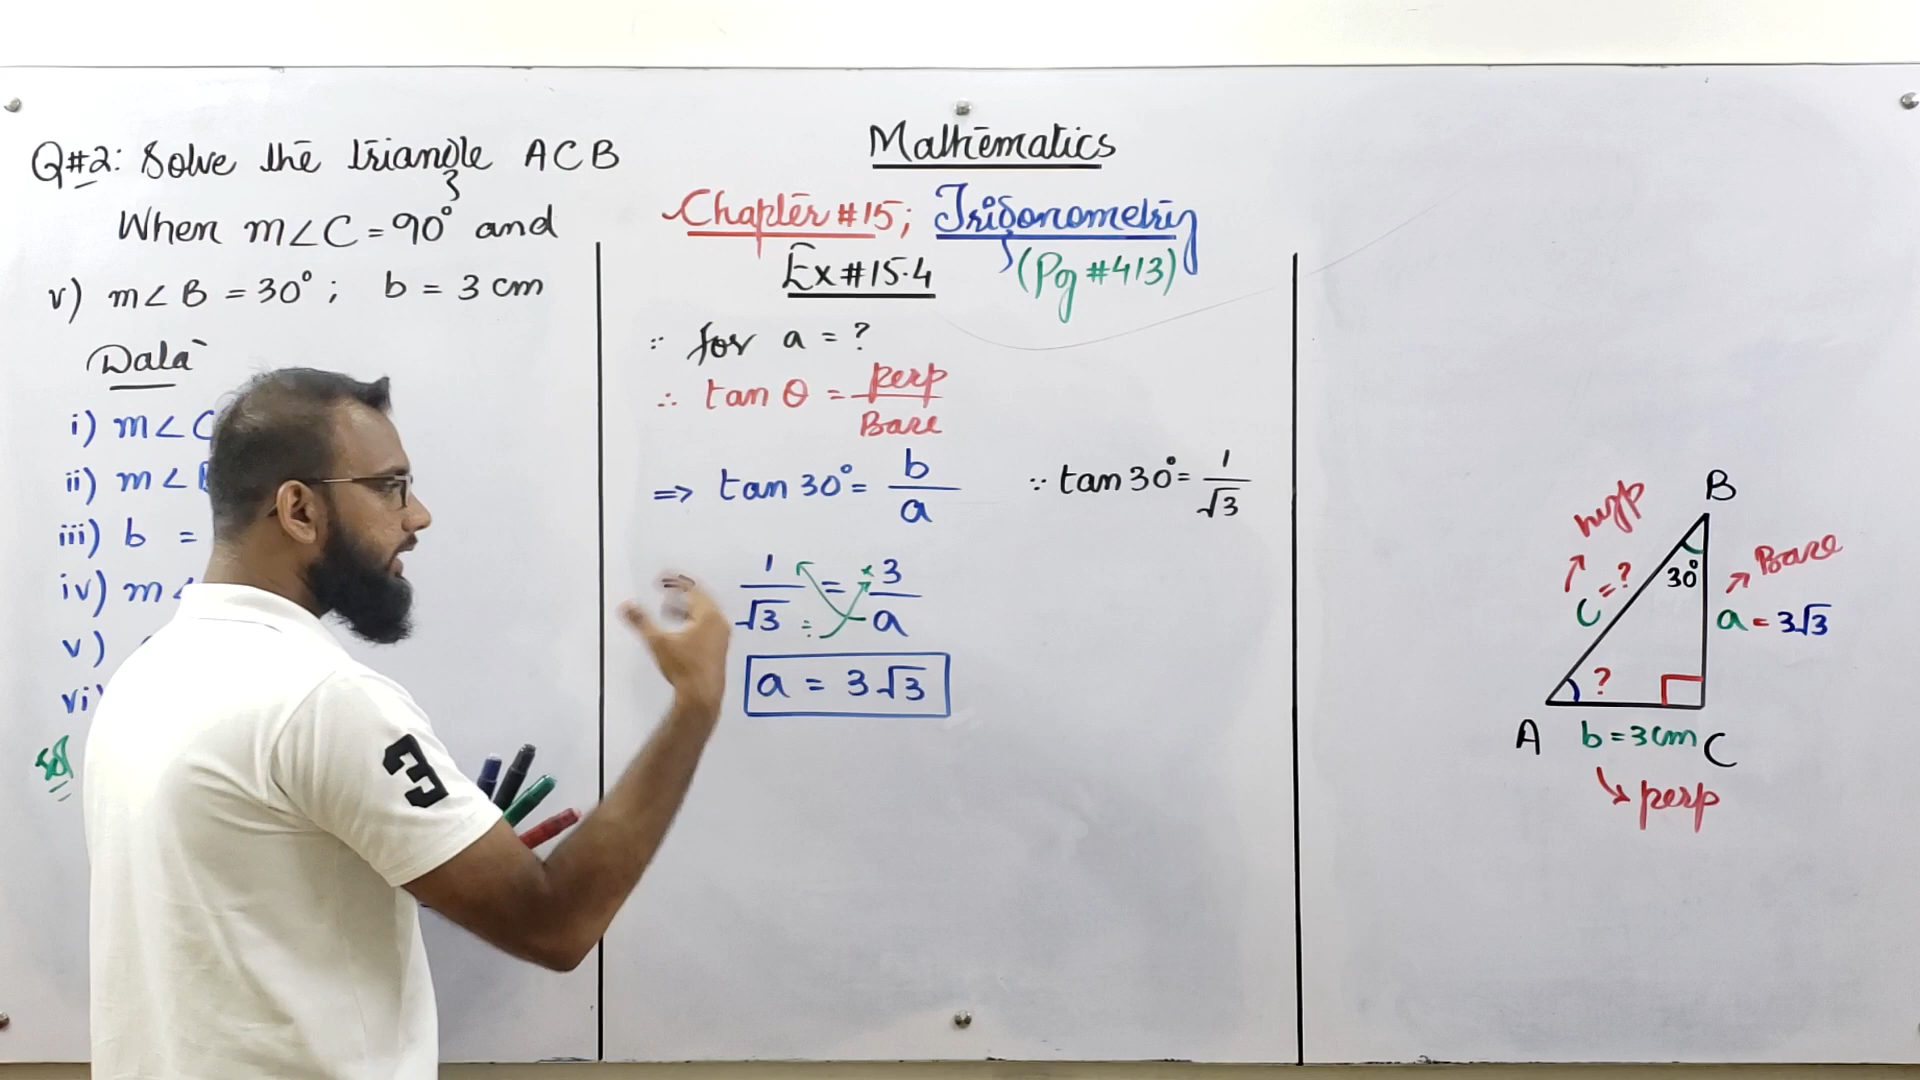 Q#2: Solve the triangle ACB
When m∠C = 90° and
v) m∠B = 30° ; b = 3 cm
Data
i) m∠C
ii) m∠
iii) b =
iv) m∠
v)
vi)
Sol
3
Mathematics
Chapter #15; Trigonometry
Ex#15.4 (Pg #413)
∵ for a = ?
∴ tan θ = perp / Base
⇒ tan 30° = b / a ∵ tan 30° = 1 / √3
⇒ 1 / √3 = 3 / a
a = 3√3
B
hyp
Base
30°
c = ?
a = 3√3
?
A b = 3cm C
perp